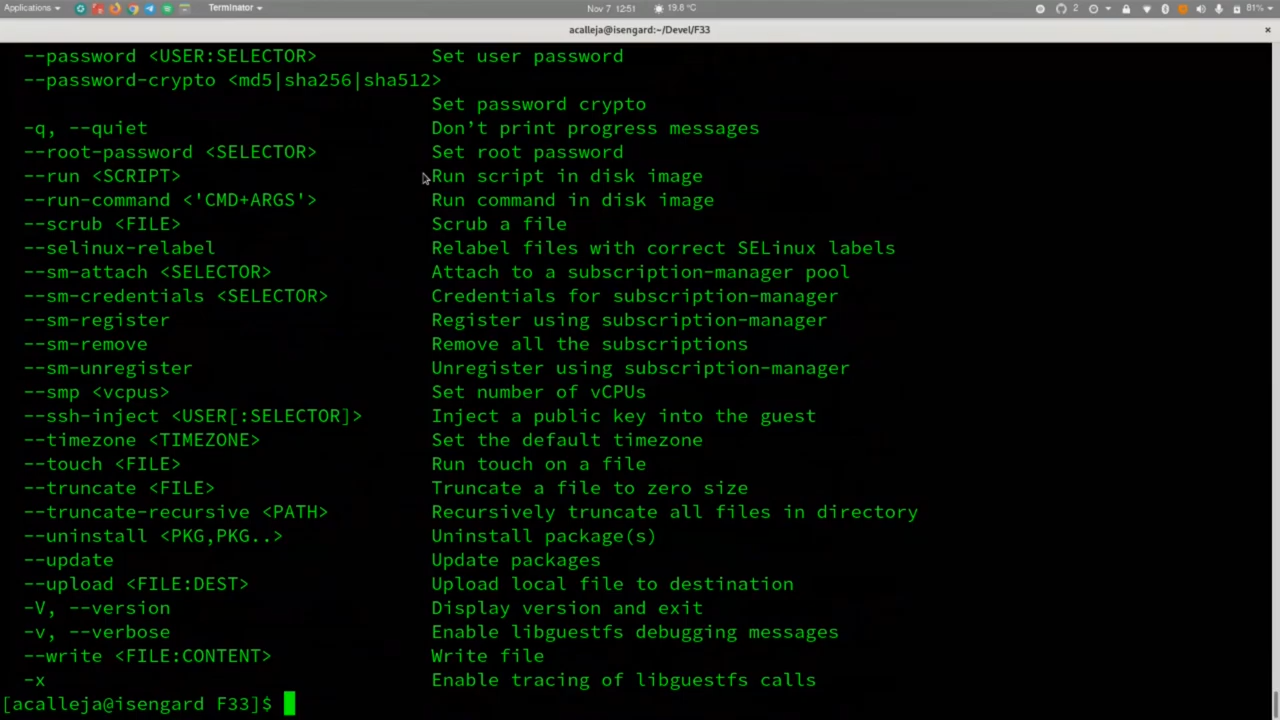 Applications
Terminator
Nov 7 12:51
19.8 °C
2
81%
acalleja@isengard:~/Devel/F33
×
--password <USER:SELECTOR> Set user password
--password-crypto <md5|sha256|sha512>
Set password crypto
-q, --quiet Don’t print progress messages
--root-password <SELECTOR> Set root password
--run <SCRIPT> Run script in disk image
--run-command <'CMD+ARGS'> Run command in disk image
--scrub <FILE> Scrub a file
--selinux-relabel Relabel files with correct SELinux labels
--sm-attach <SELECTOR> Attach to a subscription-manager pool
--sm-credentials <SELECTOR> Credentials for subscription-manager
--sm-register Register using subscription-manager
--sm-remove Remove all the subscriptions
--sm-unregister Unregister using subscription-manager
--smp <vcpus> Set number of vCPUs
--ssh-inject <USER[:SELECTOR]> Inject a public key into the guest
--timezone <TIMEZONE> Set the default timezone
--touch <FILE> Run touch on a file
--truncate <FILE> Truncate a file to zero size
--truncate-recursive <PATH> Recursively truncate all files in directory
--uninstall <PKG,PKG..> Uninstall package(s)
--update Update packages
--upload <FILE:DEST> Upload local file to destination
-V, --version Display version and exit
-v, --verbose Enable libguestfs debugging messages
--write <FILE:CONTENT> Write file
-x Enable tracing of libguestfs calls
[acalleja@isengard F33]$